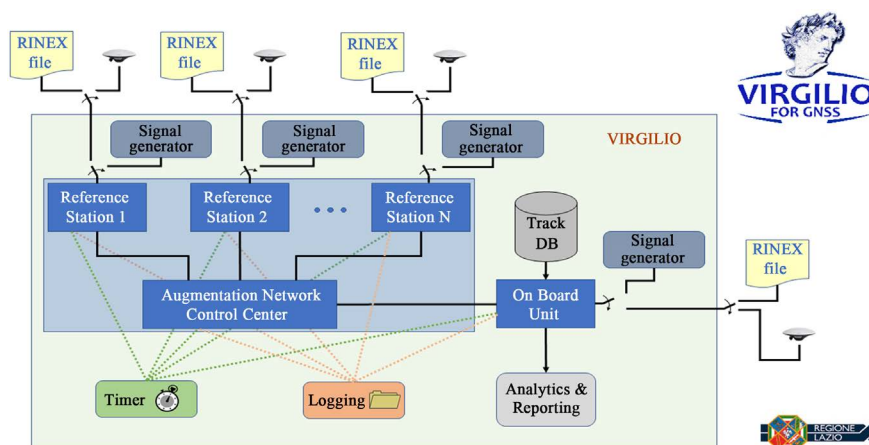 RINEX
file
RINEX
file
RINEX
file
VIRGILIO
FOR GNSS
Signal
generator
Signal
generator
Signal
generator
VIRGILIO
Reference
Station 1
Reference
Station 2
Reference
Station N
Track
DB
Signal
generator
RINEX
file
Augmentation Network
Control Center
On Board
Unit
Timer
Logging
Analytics &
Reporting
REGIONE
LAZIO